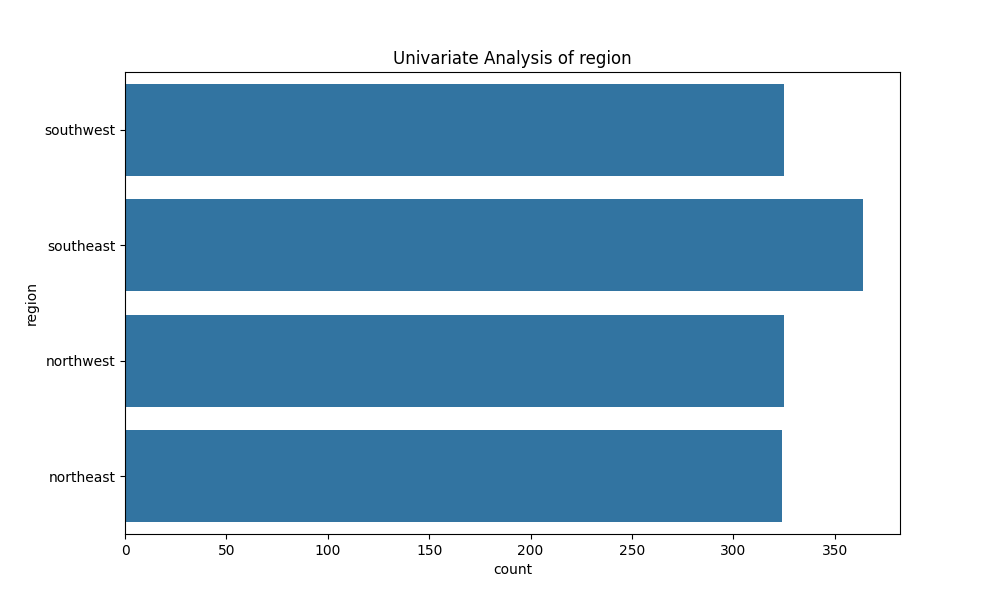 Univariate Analysis of region
southwest
southeast
northwest
northeast
region
0 50 100 150 200 250 300 350
count